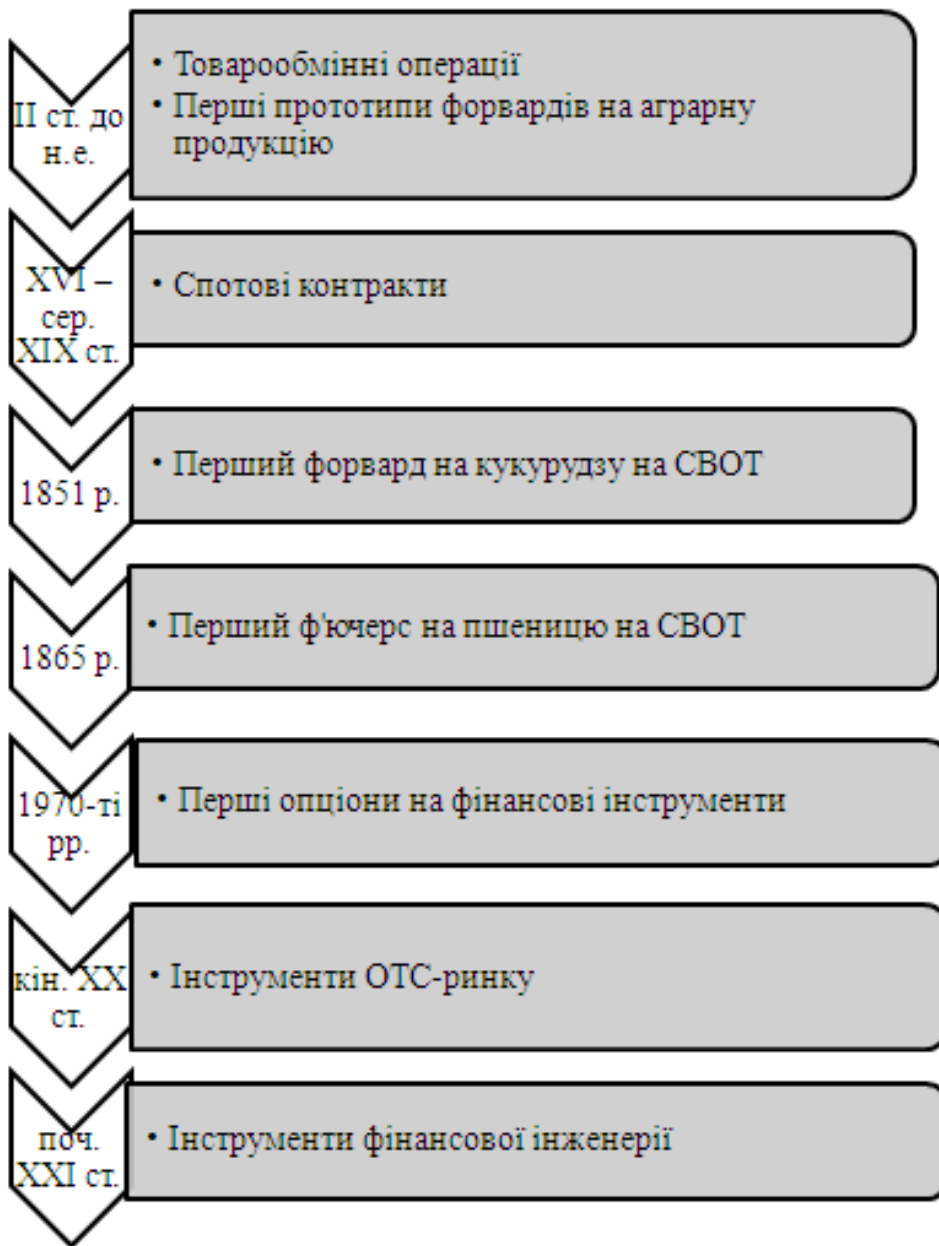 II ст. до
н.е.
• Товарообмінні операції
• Перші прототипи форвардів на аграрну
продукцію
XVI –
сер.
XIX ст.
• Спотові контракти
1851 р.
• Перший форвард на кукурудзу на СВОТ
1865 р.
• Перший ф'ючерс на пшеницю на СВОТ
1970-ті
рр.
• Перші опціони на фінансові інструменти
кін. XX
ст.
• Інструменти ОТС-ринку
поч.
XXI ст.
• Інструменти фінансової інженерії